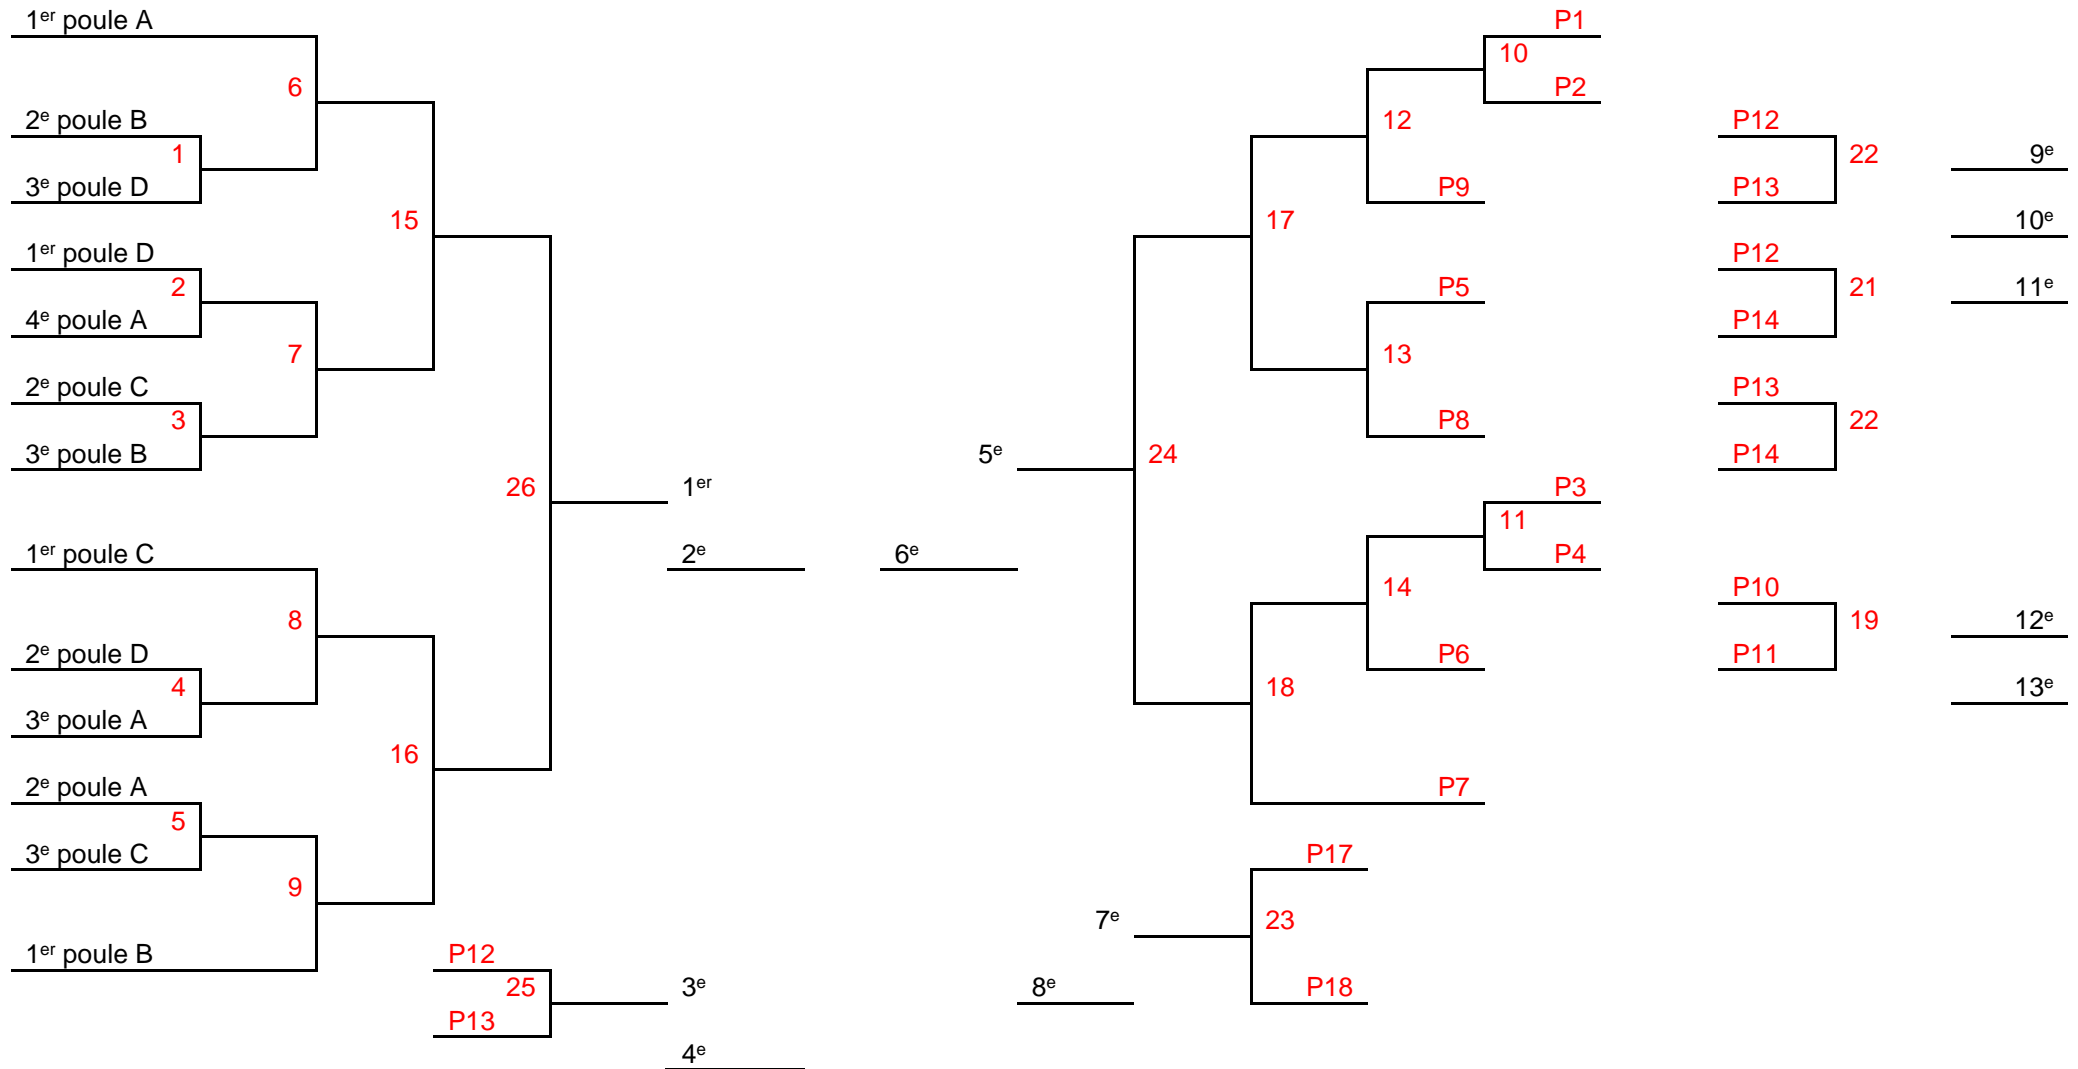 1er poule A
6
2e poule B
1
3e poule D
15
1er poule D
2
4e poule A
7
2e poule C
3
3e poule B
26
1er
2e
1er poule C
8
2e poule D
4
3e poule A
16
2e poule A
5
3e poule C
9
1er poule B
P12
25
P13
3e
4e
P1
10
P2
12
P9
17
P5
13
P8
5e
24
6e
P3
11
P4
14
P6
18
P7
P17
7e
23
8e
P18
P12
22
P13
P12
21
P14
P13
22
P14
P10
19
P11
9e
10e
11e
12e
13e